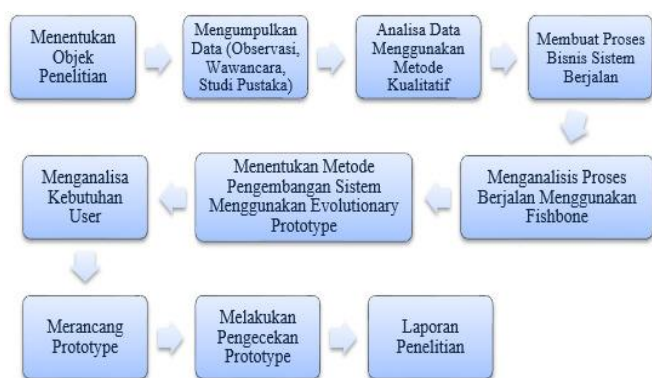 Menentukan
Objek
Penelitian
Mengumpulkan
Data (Observasi,
Wawancara,
Studi Pustaka)
Analisa Data
Menggunakan
Metode
Kualitatif
Membuat Proses
Bisnis Sistem
Berjalan
Menganalisis Proses
Berjalan Menggunakan
Fishbone
Menentukan Metode
Pengembangan Sistem
Menggunakan Evolutionary
Prototype
Menganalisa
Kebutuhan
User
Merancang
Prototype
Melakukan
Pengecekan
Prototype
Laporan
Penelitian